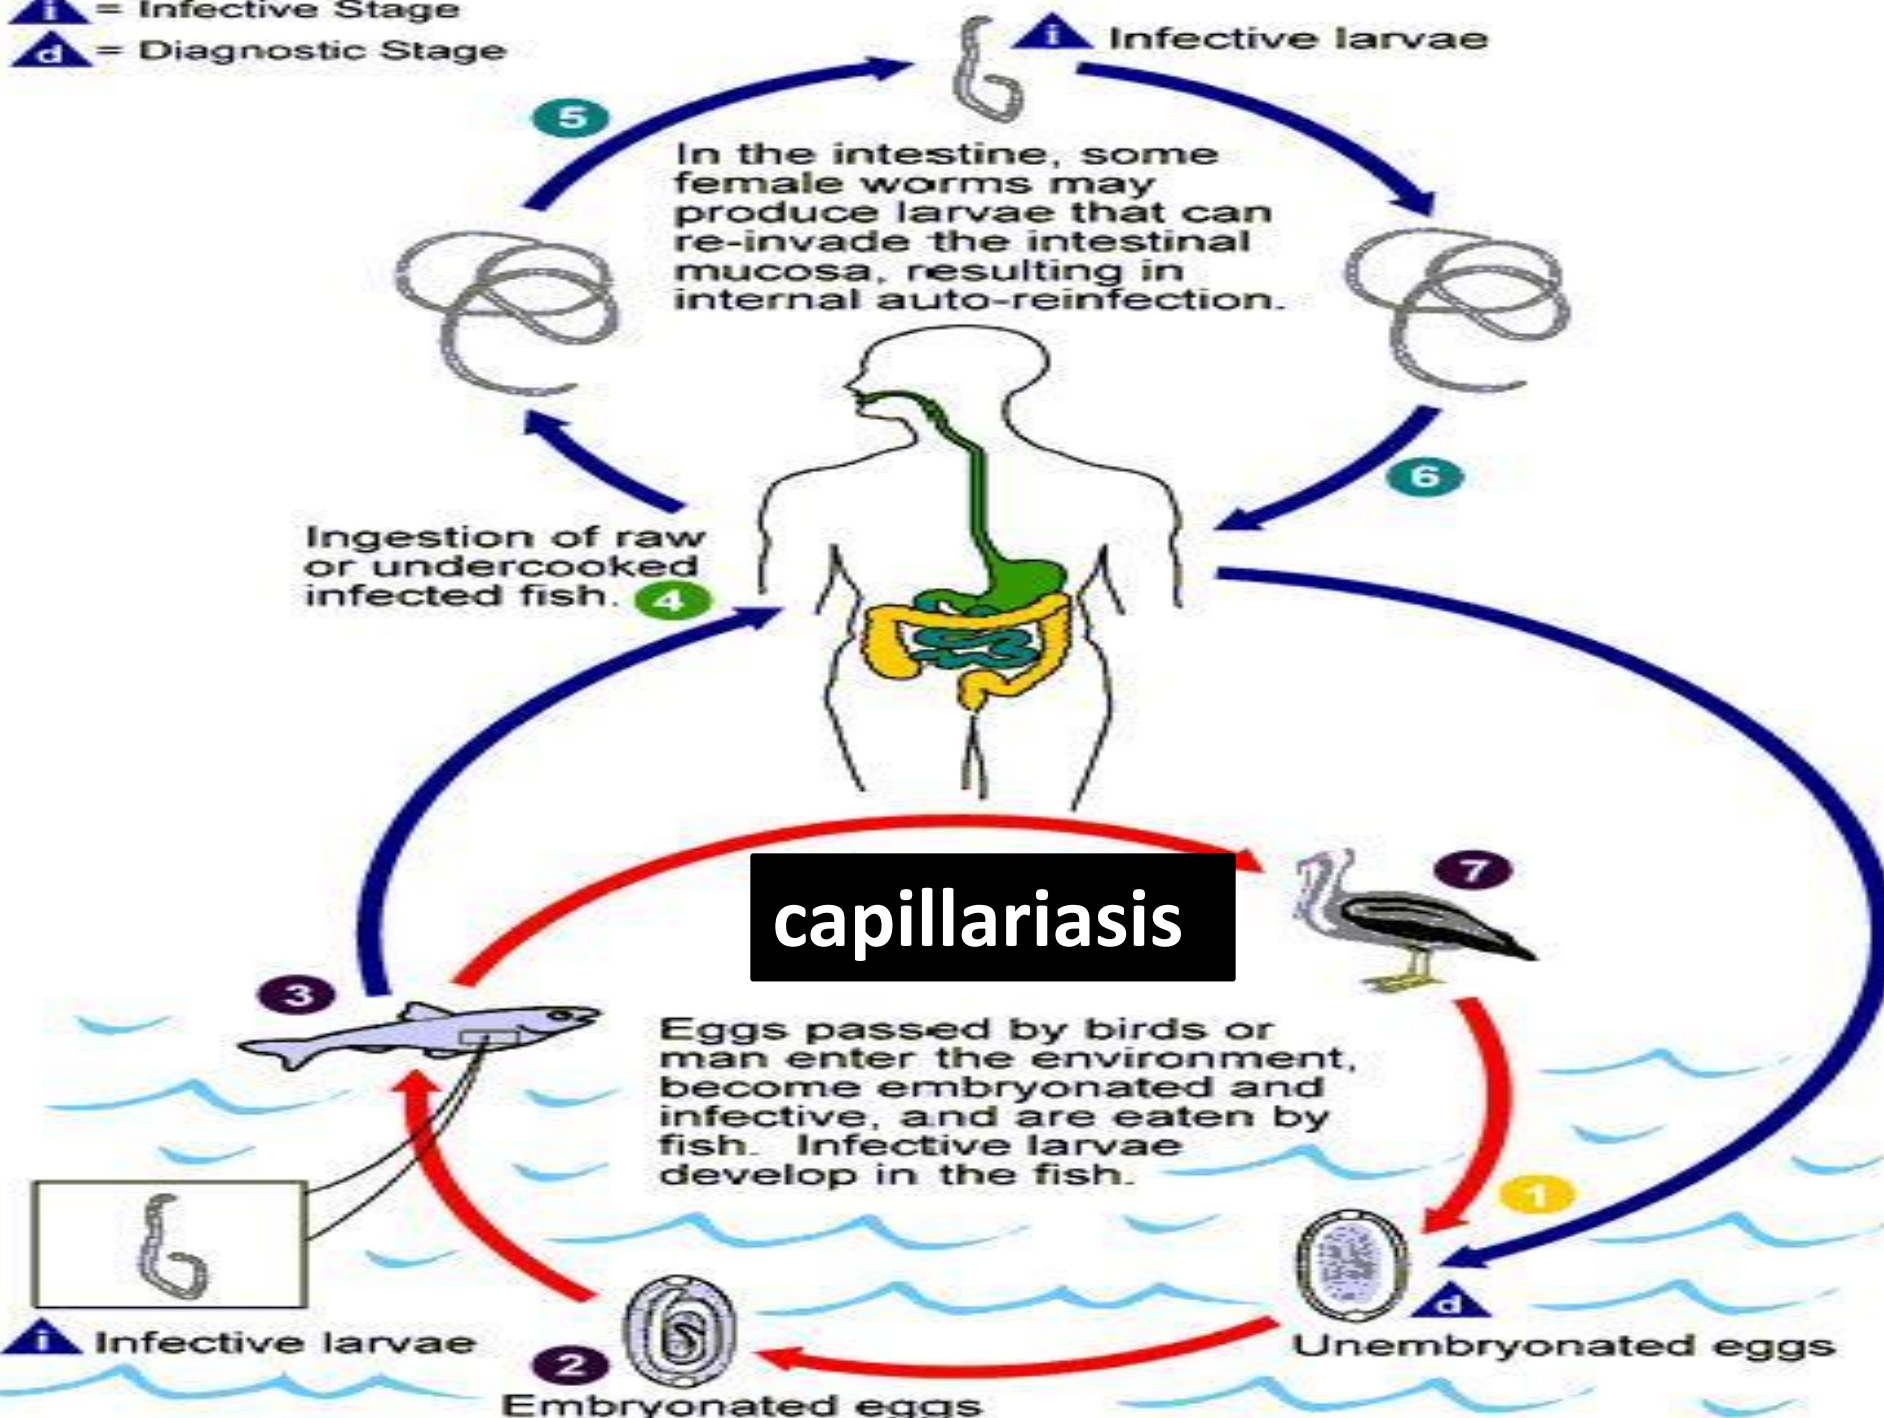 i = Infective Stage
d = Diagnostic Stage
i Infective larvae
5
In the intestine, some
female worms may
produce larvae that can
re-invade the intestinal
mucosa, resulting in
internal auto-reinfection.
6
Ingestion of raw
or undercooked
infected fish. 4
7
capillariasis
3
Eggs passed by birds or
man enter the environment,
become embryonated and
infective, and are eaten by
fish. Infective larvae
develop in the fish.
1
d
Unembryonated eggs
i Infective larvae
2
Embryonated eggs